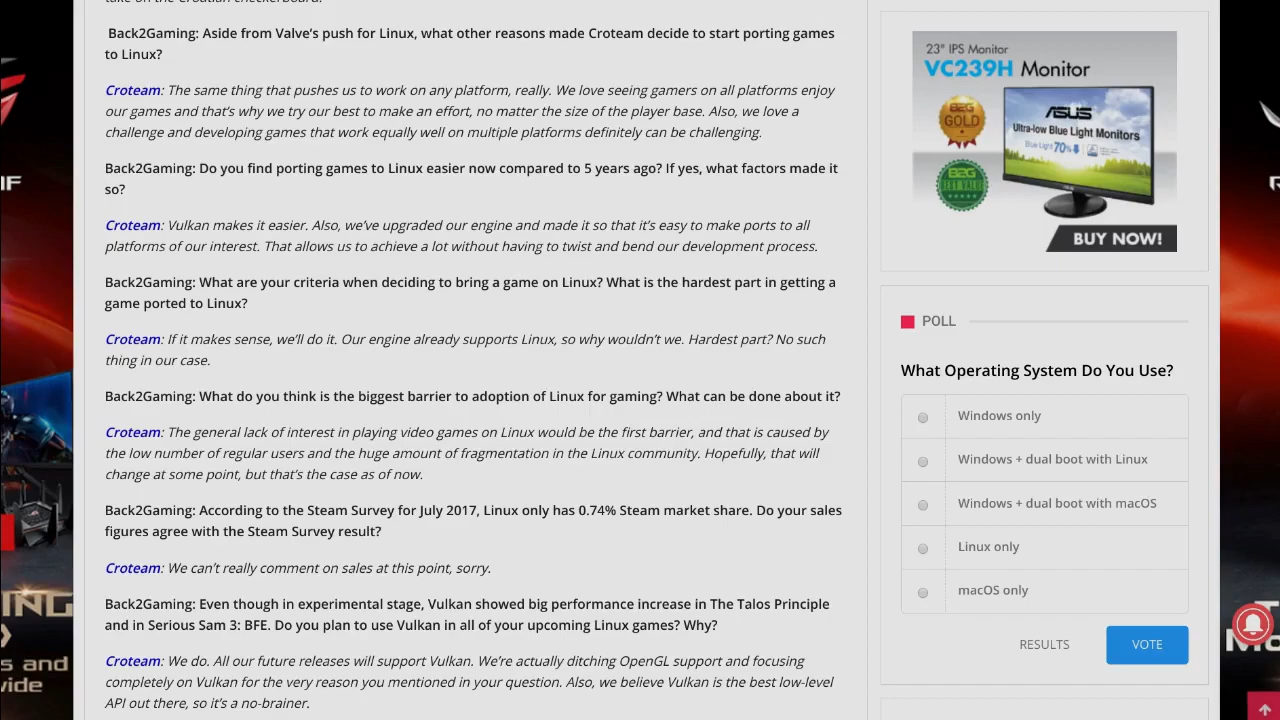 take on the Croatian checkerboard.
Back2Gaming: Aside from Valve's push for Linux, what other reasons made Croteam decide to start porting games
to Linux?
Croteam: The same thing that pushes us to work on any platform, really. We love seeing gamers on all platforms enjoy
our games and that's why we try our best to make an effort, no matter the size of the player base. Also, we love a
challenge and developing games that work equally well on multiple platforms definitely can be challenging.
Back2Gaming: Do you find porting games to Linux easier now compared to 5 years ago? If yes, what factors made it
so?
Croteam: Vulkan makes it easier. Also, we've upgraded our engine and made it so that it's easy to make ports to all
platforms of our interest. That allows us to achieve a lot without having to twist and bend our development process.
Back2Gaming: What are your criteria when deciding to bring a game on Linux? What is the hardest part in getting a
game ported to Linux?
Croteam: If it makes sense, we'll do it. Our engine already supports Linux, so why wouldn't we. Hardest part? No such
thing in our case.
Back2Gaming: What do you think is the biggest barrier to adoption of Linux for gaming? What can be done about it?
Croteam: The general lack of interest in playing video games on Linux would be the first barrier, and that is caused by
the low number of regular users and the huge amount of fragmentation in the Linux community. Hopefully, that will
change at some point, but that's the case as of now.
Back2Gaming: According to the Steam Survey for July 2017, Linux only has 0.74% Steam market share. Do your sales
figures agree with the Steam Survey result?
Croteam: We can't really comment on sales at this point, sorry.
Back2Gaming: Even though in experimental stage, Vulkan showed big performance increase in The Talos Principle
and in Serious Sam 3: BFE. Do you plan to use Vulkan in all of your upcoming Linux games? Why?
Croteam: We do. All our future releases will support Vulkan. We're actually ditching OpenGL support and focusing
completely on Vulkan for the very reason you mentioned in your question. Also, we believe Vulkan is the best low-level
API out there, so it's a no-brainer.
23" IPS Monitor
VC239H Monitor
B2G
GOLD
B2G
BEST VALUE
ASUS
Ultra-low Blue Light Monitors
Blue Light 70%
BUY NOW!
POLL
What Operating System Do You Use?
Windows only
Windows + dual boot with Linux
Windows + dual boot with macOS
Linux only
macOS only
RESULTS
VOTE
IF
ING
s and
vide